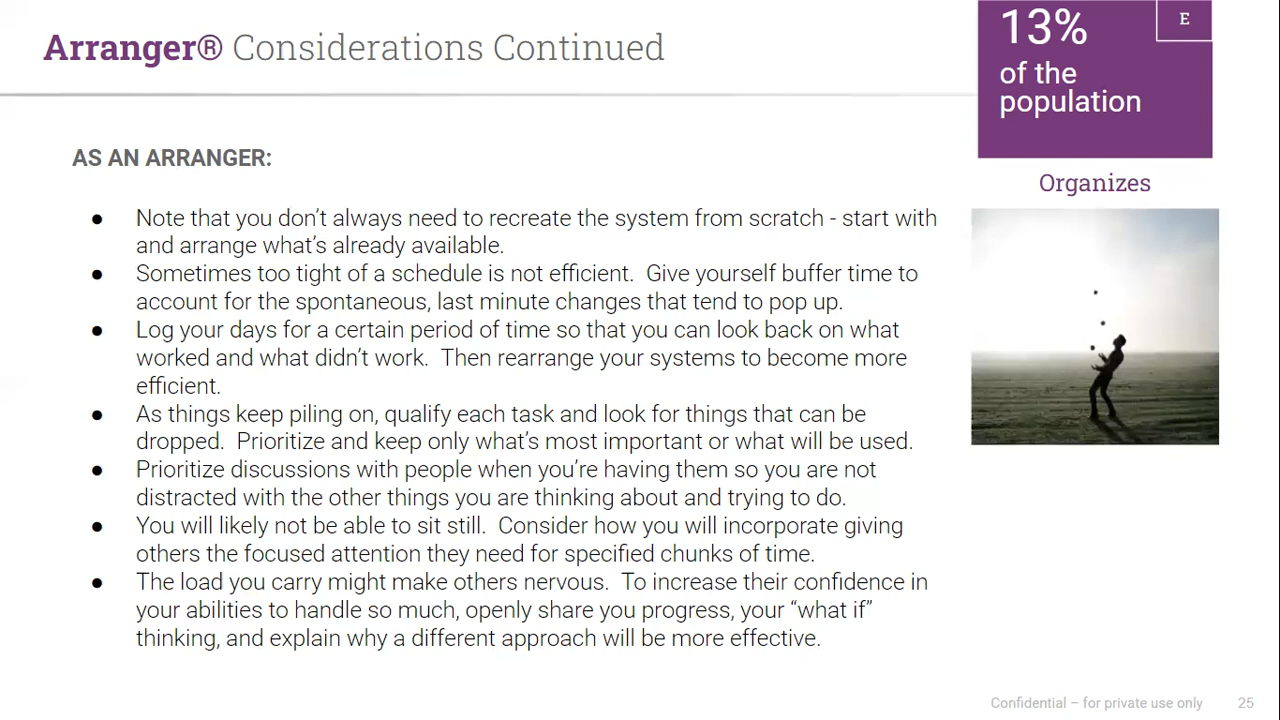 Arranger® Considerations Continued
13%
E
of the
population
Organizes
AS AN ARRANGER:
● Note that you don’t always need to recreate the system from scratch - start with
and arrange what’s already available.
● Sometimes too tight of a schedule is not efficient.  Give yourself buffer time to
account for the spontaneous, last minute changes that tend to pop up.
● Log your days for a certain period of time so that you can look back on what
worked and what didn’t work.  Then rearrange your systems to become more
efficient.
● As things keep piling on, qualify each task and look for things that can be
dropped.  Prioritize and keep only what’s most important or what will be used.
● Prioritize discussions with people when you’re having them so you are not
distracted with the other things you are thinking about and trying to do.
● You will likely not be able to sit still.  Consider how you will incorporate giving
others the focused attention they need for specified chunks of time.
● The load you carry might make others nervous.  To increase their confidence in
your abilities to handle so much, openly share you progress, your “what if”
thinking, and explain why a different approach will be more effective.
Confidential – for private use only 25